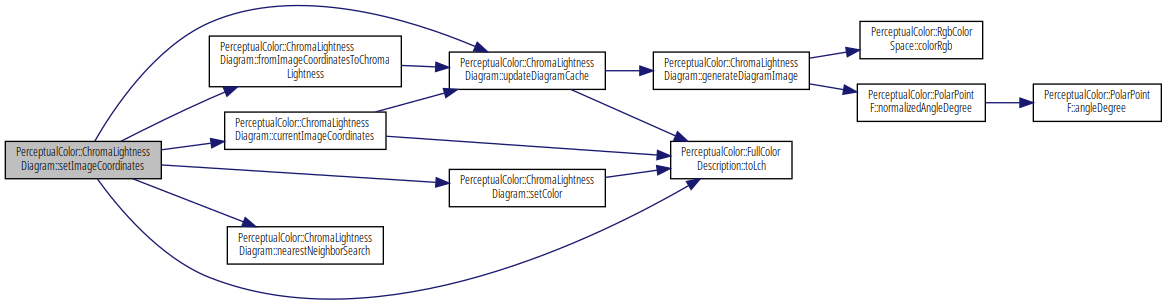 PerceptualColor::ChromaLightness
Diagram::setImageCoordinates
PerceptualColor::ChromaLightness
Diagram::fromImageCoordinatesToChroma
Lightness
PerceptualColor::ChromaLightness
Diagram::currentImageCoordinates
PerceptualColor::ChromaLightness
Diagram::nearestNeighborSearch
PerceptualColor::ChromaLightness
Diagram::updateDiagramCache
PerceptualColor::ChromaLightness
Diagram::setColor
PerceptualColor::ChromaLightness
Diagram::generateDiagramImage
PerceptualColor::FullColor
Description::toLch
PerceptualColor::RgbColor
Space::colorRgb
PerceptualColor::PolarPoint
F::normalizedAngleDegree
PerceptualColor::PolarPoint
F::angleDegree